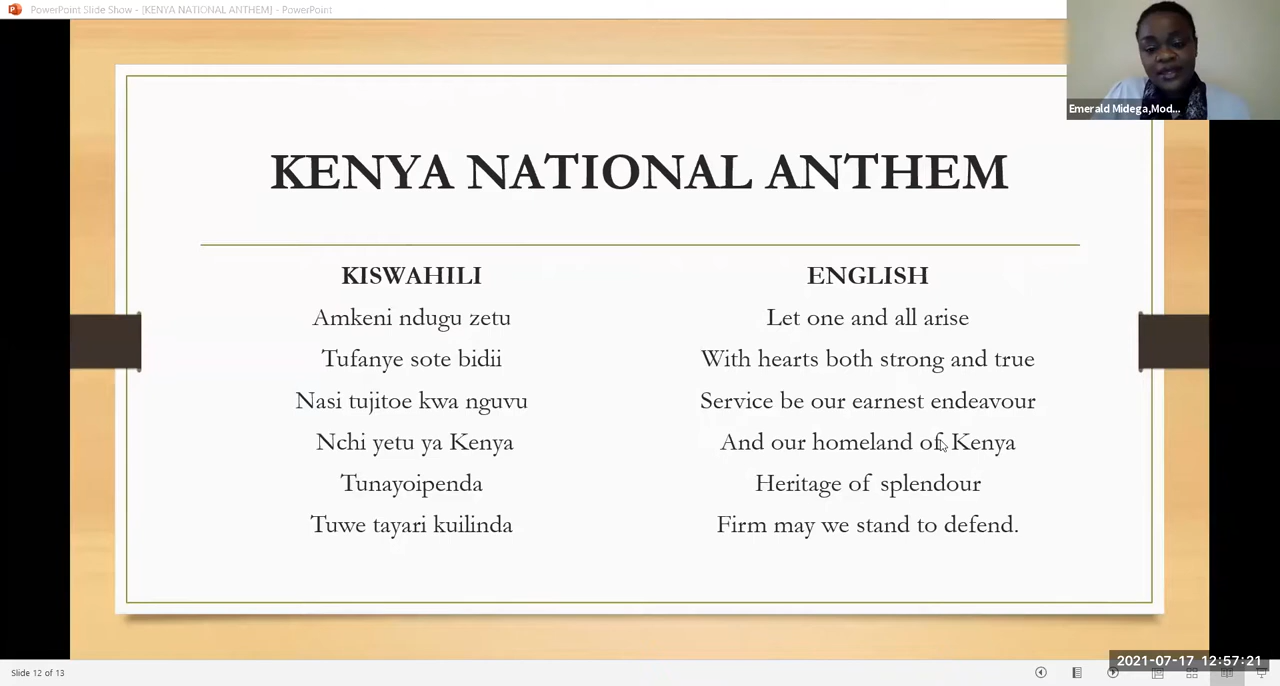 PowerPoint Slide Show - [KENYA NATIONAL ANTHEM] - PowerPoint
Emerald Midega,Mod...
KENYA NATIONAL ANTHEM
KISWAHILI
Amkeni ndugu zetu
Tufanye sote bidii
Nasi tujitoe kwa nguvu
Nchi yetu ya Kenya
Tunayoipenda
Tuwe tayari kuilinda
ENGLISH
Let one and all arise
With hearts both strong and true
Service be our earnest endeavour
And our homeland of Kenya
Heritage of splendour
Firm may we stand to defend.
Slide 12 of 13
2021-07-17 12:57:21